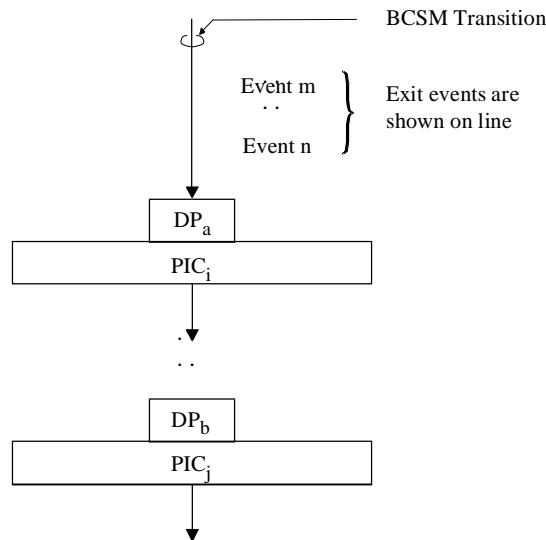 BCSM Transition
Event m
Event n
Exit events are
shown on line
DPa
PICi
DPb
PICj